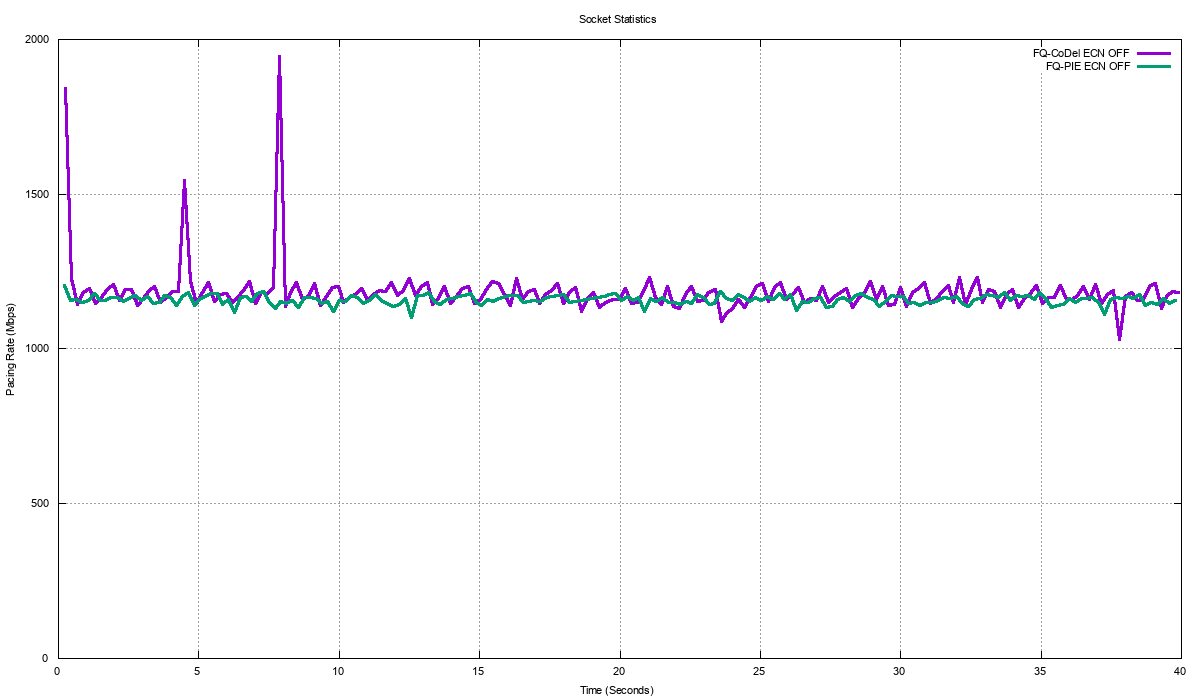 Socket Statistics
FQ-CoDel ECN OFF
FQ-PIE ECN OFF
Pacing Rate (Mbps)
2000
1500
1000
500
0
0 5 10 15 20 25 30 35 40
Time (Seconds)